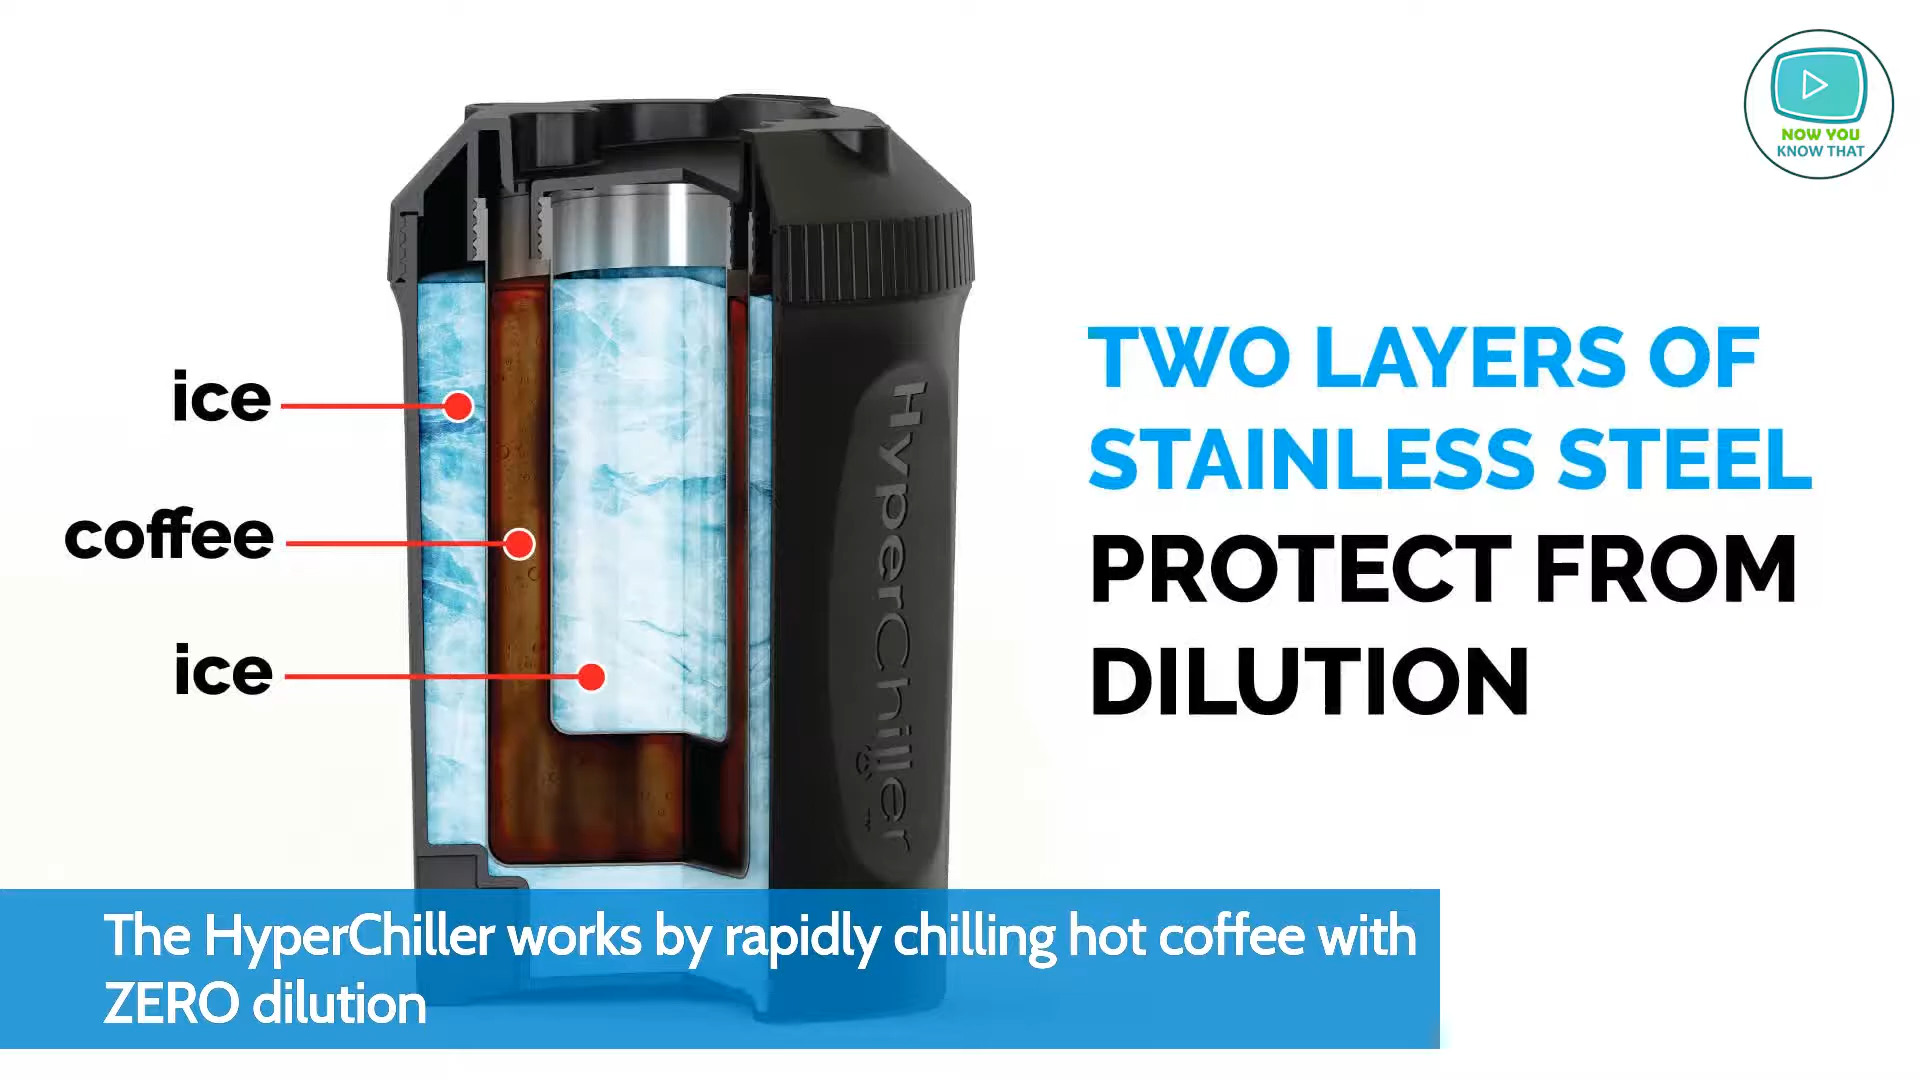 NOW YOU
KNOW THAT
ice
coffee
ice
HyperChiller
TM
TWO LAYERS OF
STAINLESS STEEL
PROTECT FROM
DILUTION
The HyperChiller works by rapidly chilling hot coffee with
ZERO dilution